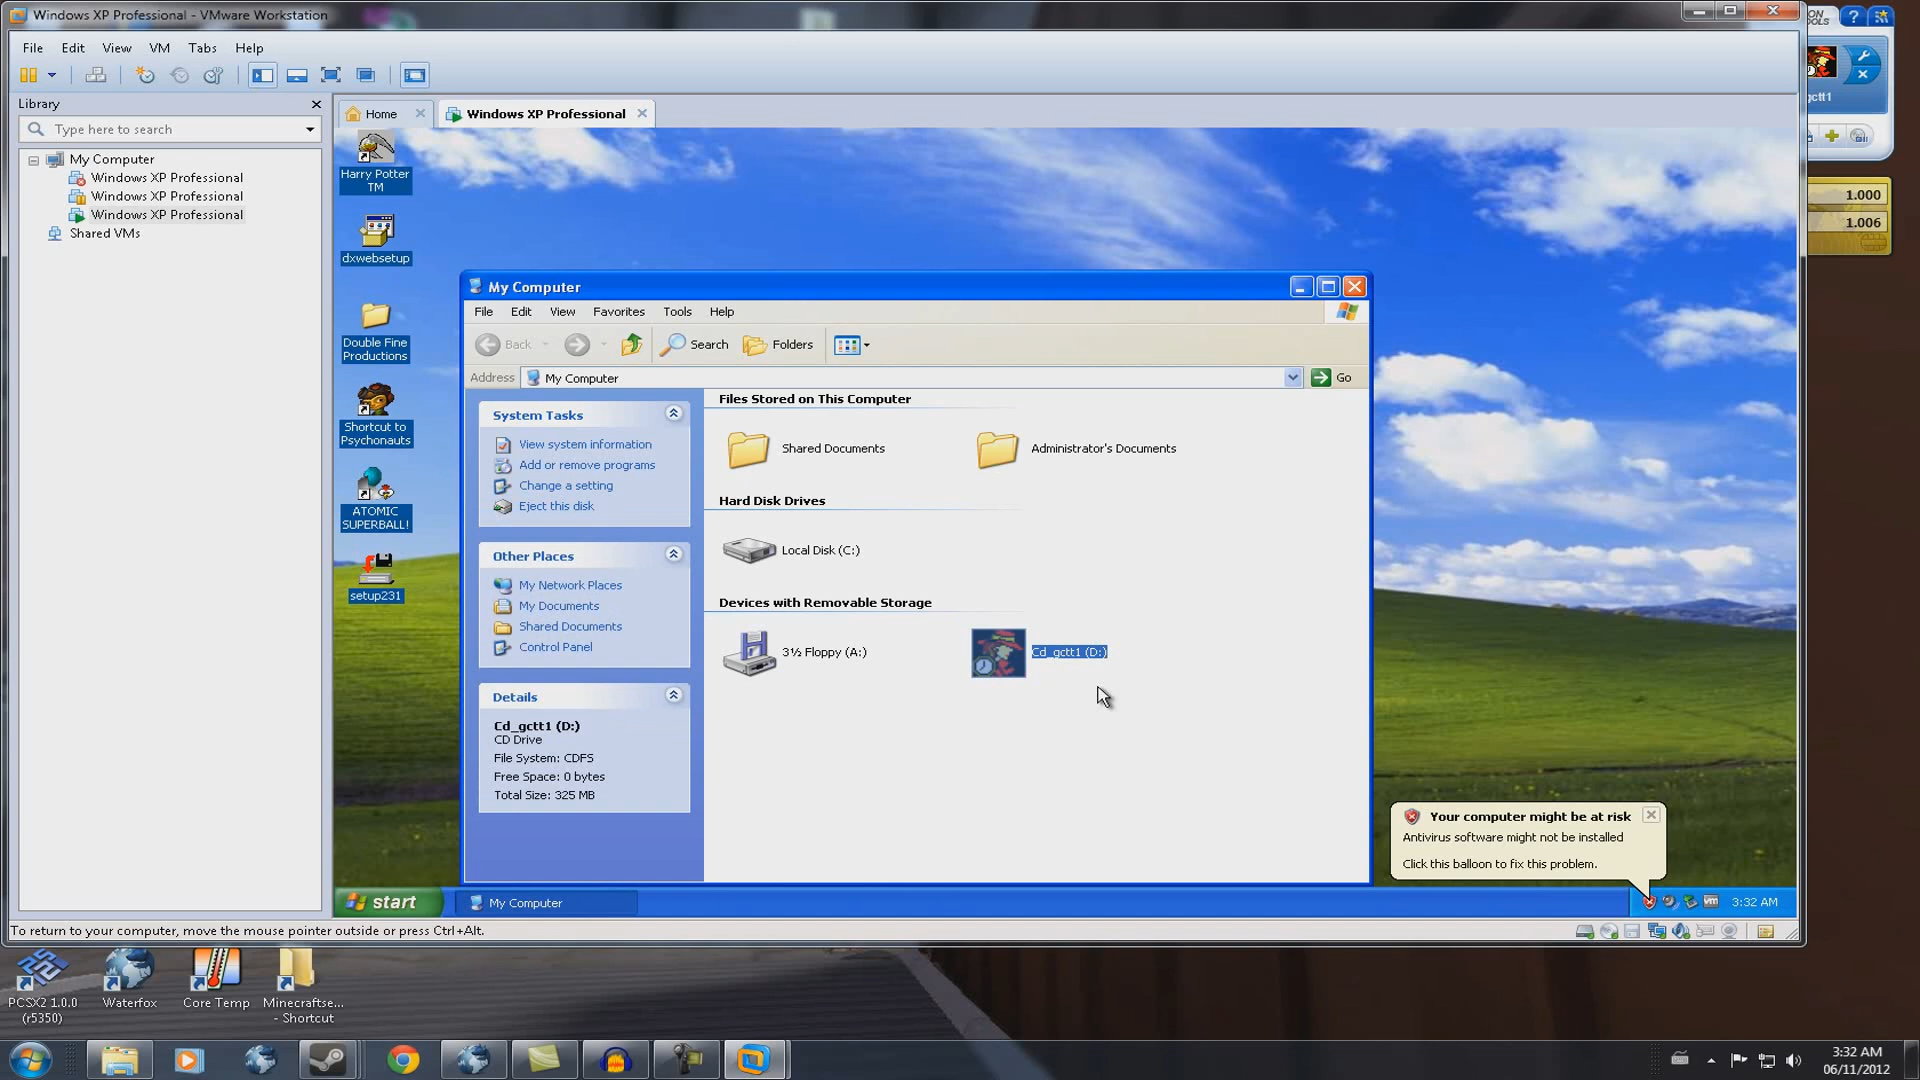 Windows XP Professional - VMware Workstation
File Edit View VM Tabs Help
Library
Type here to search
My Computer
Windows XP Professional
Windows XP Professional
Windows XP Professional
Shared VMs
Home
Windows XP Professional
Harry Potter
TM
dxwebsetup
Double Fine
Productions
Shortcut to
Psychonauts
ATOMIC
SUPERBALL!
setup231
My Computer
File Edit View Favorites Tools Help
Back Search Folders
Address My Computer Go
System Tasks
View system information
Add or remove programs
Change a setting
Eject this disk
Other Places
My Network Places
My Documents
Shared Documents
Control Panel
Details
Cd_gctt1 (D:)
CD Drive
File System: CDFS
Free Space: 0 bytes
Total Size: 325 MB
Files Stored on This Computer
Shared Documents
Administrator's Documents
Hard Disk Drives
Local Disk (C:)
Devices with Removable Storage
3½ Floppy (A:)
Cd_gctt1 (D:)
Your computer might be at risk
Antivirus software might not be installed
Click this balloon to fix this problem.
start My Computer
3:32 AM
To return to your computer, move the mouse pointer outside or press Ctrl+Alt.
ON
OOLS
gctt1
1.000
1.006
PCSX2 1.0.0
(r5350)
Waterfox
Core Temp
Minecraftse...
- Shortcut
3:32 AM
06/11/2012